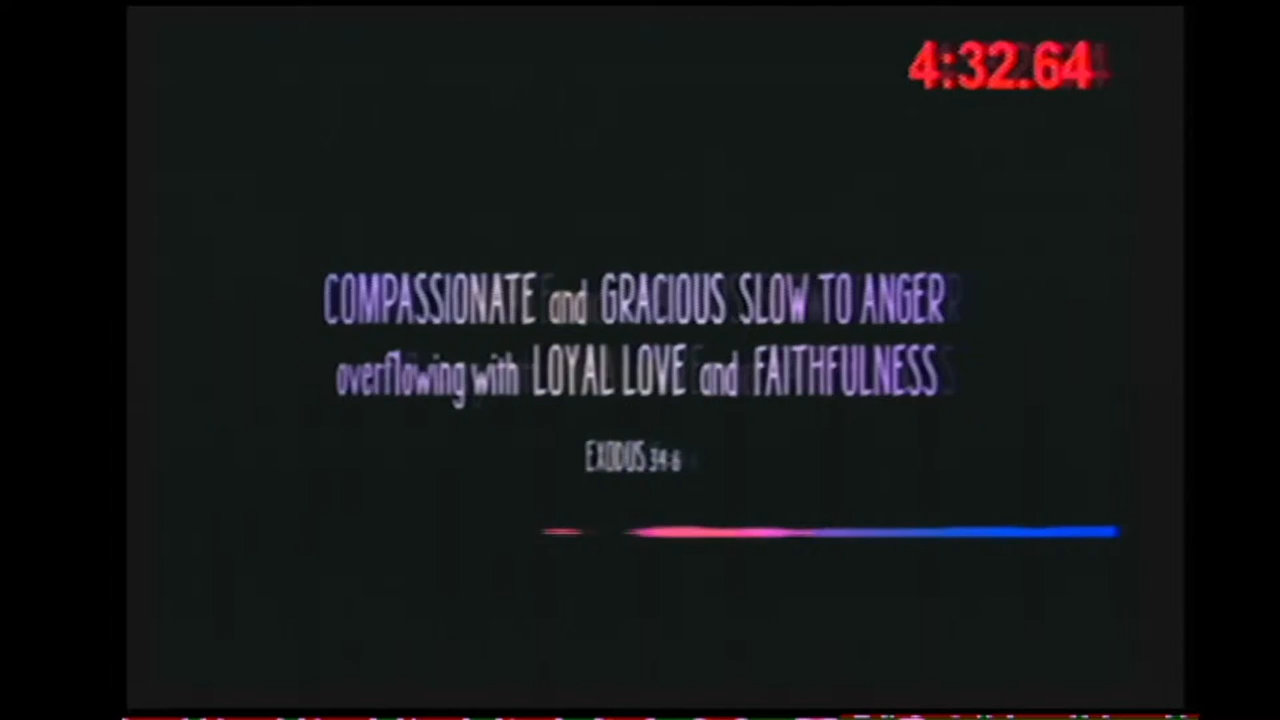 4:32.64
COMPASSIONATE and GRACIOUS SLOW TO ANGER
overflowing with LOYAL LOVE and FAITHFULNESS
EXODUS 34:6